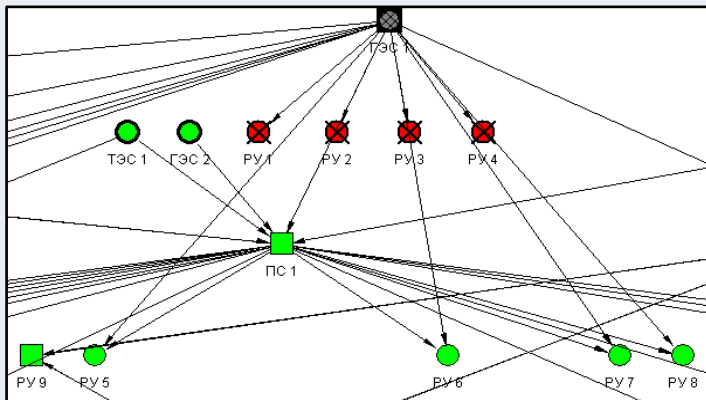 ГЭС 1
ТЭС 1
ГЭС 2
РУ 1
РУ 2
РУ 3
РУ 4
ПС 1
РУ 9
РУ 5
РУ 6
РУ 7
РУ 8